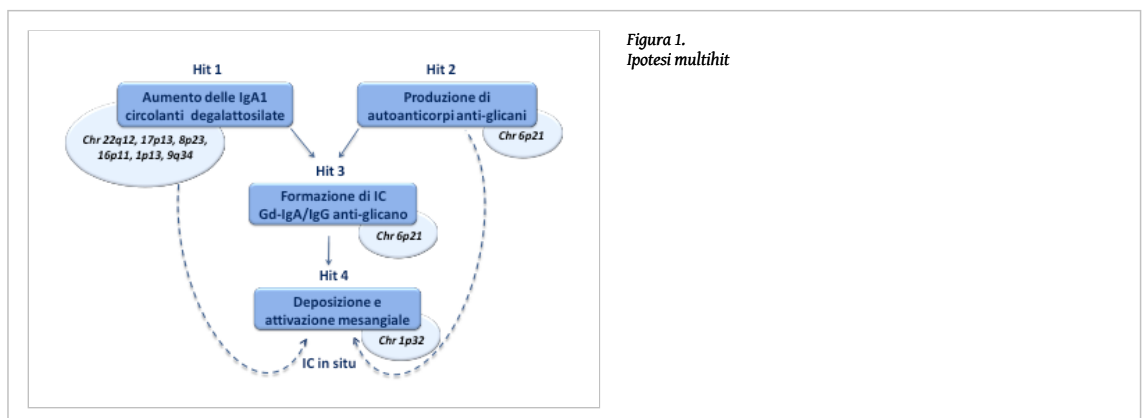 Figura 1.
Ipotesi multihit
Hit 1
Aumento delle IgA1
circolanti degalattosilate
Chr 22q12, 17p13, 8p23,
16p11, 1p13, 9q34
Hit 2
Produzione di
autoanticorpi anti-glicani
Chr 6p21
Hit 3
Formazione di IC
Gd-IgA/IgG anti-glicano
Chr 6p21
Hit 4
Deposizione e
attivazione mesangiale
Chr 1p32
IC in situ